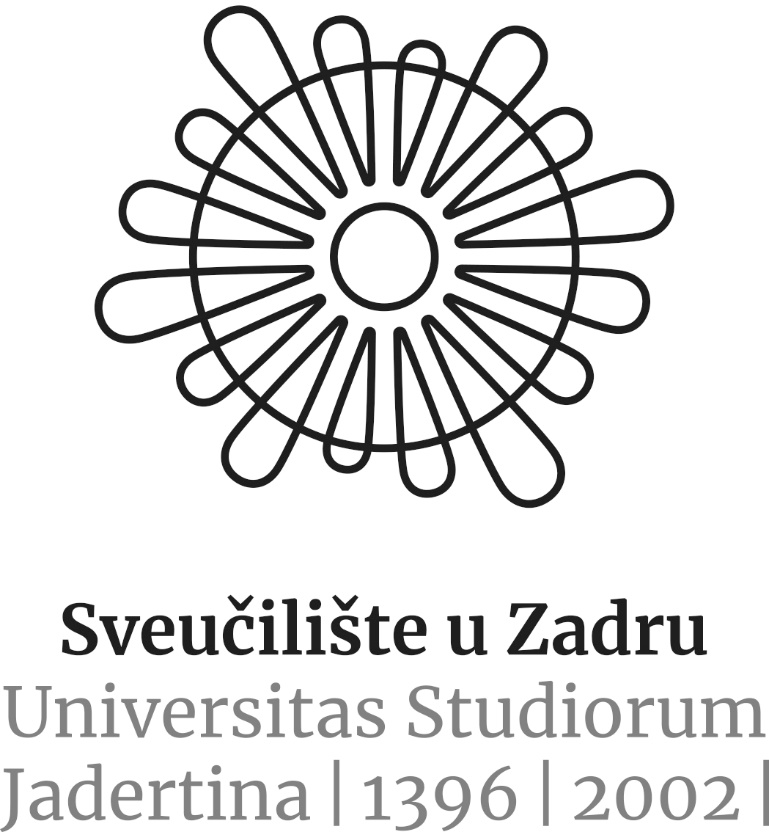 Sveučilište u Zadru
Universitas Studiorum
Jadertina | 1396 | 2002 |